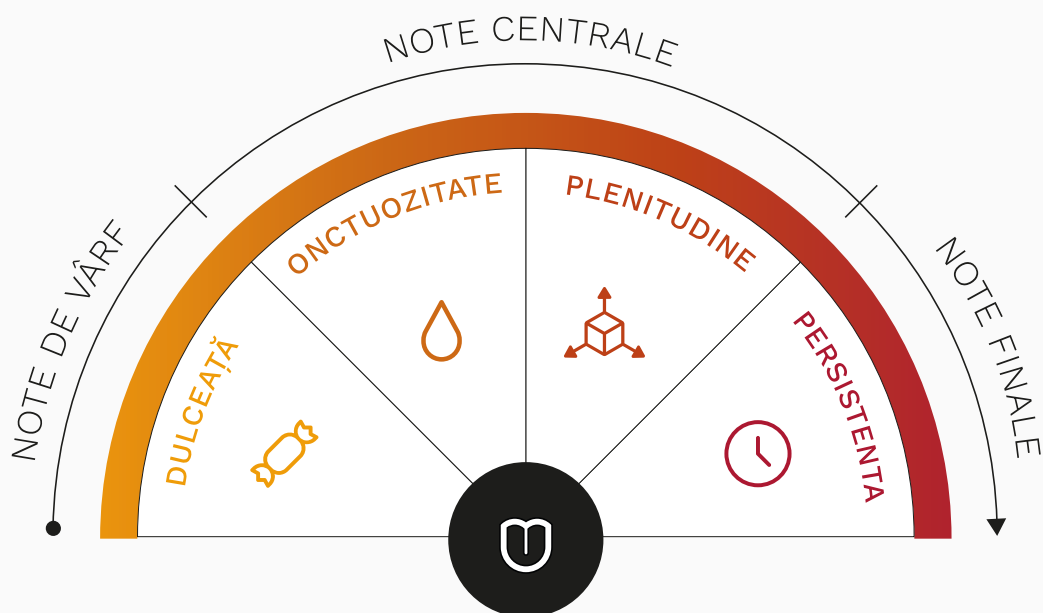 NOTE DE VÂRF
NOTE CENTRALE
NOTE FINALE
DULCEAȚĂ
ONCTUOZITATE
PLENITUDINE
PERSISTENTA